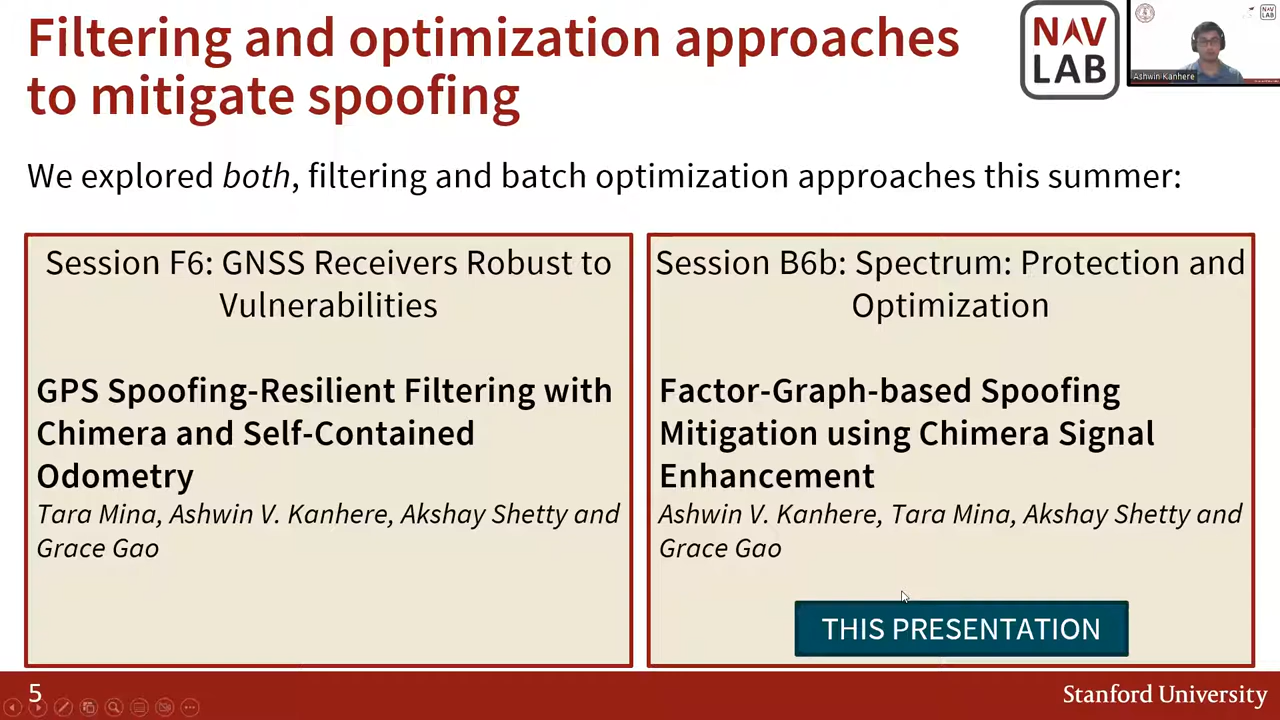 Filtering and optimization approaches
to mitigate spoofing
NAV
LAB
Ashwin Kanhere
We explored both, filtering and batch optimization approaches this summer:
Session F6: GNSS Receivers Robust to
Vulnerabilities
GPS Spoofing-Resilient Filtering with
Chimera and Self-Contained
Odometry
Tara Mina, Ashwin V. Kanhere, Akshay Shetty and
Grace Gao
Session B6b: Spectrum: Protection and
Optimization
Factor-Graph-based Spoofing
Mitigation using Chimera Signal
Enhancement
Ashwin V. Kanhere, Tara Mina, Akshay Shetty and
Grace Gao
THIS PRESENTATION
5
Stanford University